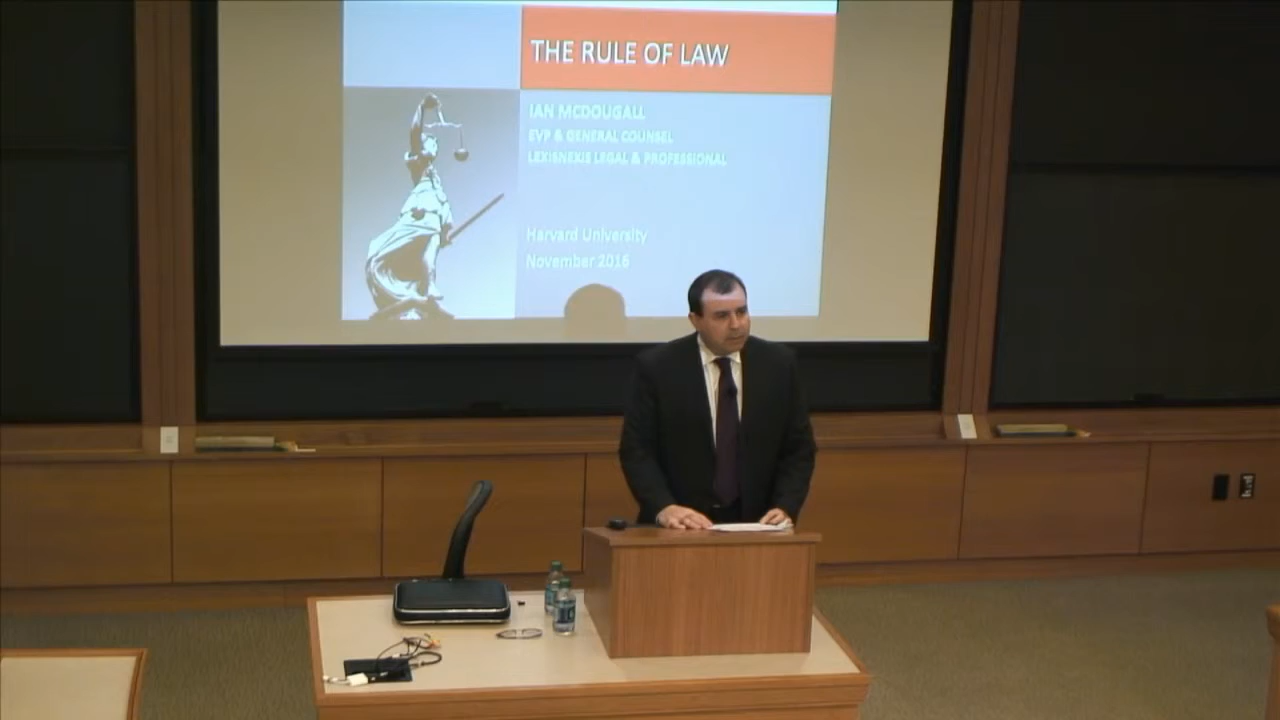 THE RULE OF LAW
IAN MCDOUGALL
EVP & GENERAL COUNSEL
LEXISNEXIS LEGAL & PROFESSIONAL
Harvard University
November 2016